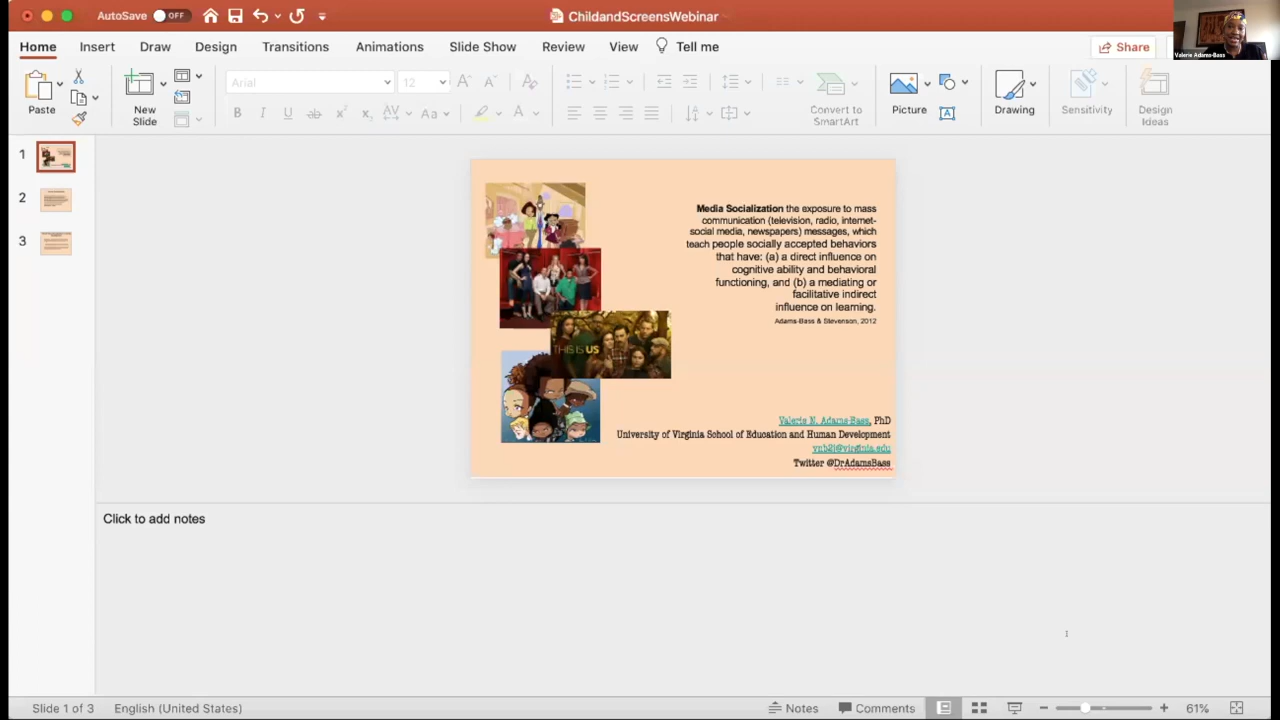 AutoSave OFF
ChildandScreensWebinar
Valerie Adams-Bass
Home Insert Draw Design Transitions Animations Slide Show Review View Tell me
Share
Paste
New
Slide
Arial
12
Convert to
SmartArt
Picture
Drawing
Sensitivity
Design
Ideas
1
2
3
Media Socialization the exposure to mass
communication (television, radio, internet-
social media, newspapers) messages, which
teach people socially accepted behaviors
that have: (a) a direct influence on
cognitive ability and behavioral
functioning, and (b) a mediating or
facilitative indirect
influence on learning.
Adams-Bass & Stevenson, 2012
THIS IS US
Valerie N. Adams-Bass, PhD
University of Virginia School of Education and Human Development
Twitter @DrAdamsBass
Click to add notes
Slide 1 of 3 English (United States) Notes Comments 61%